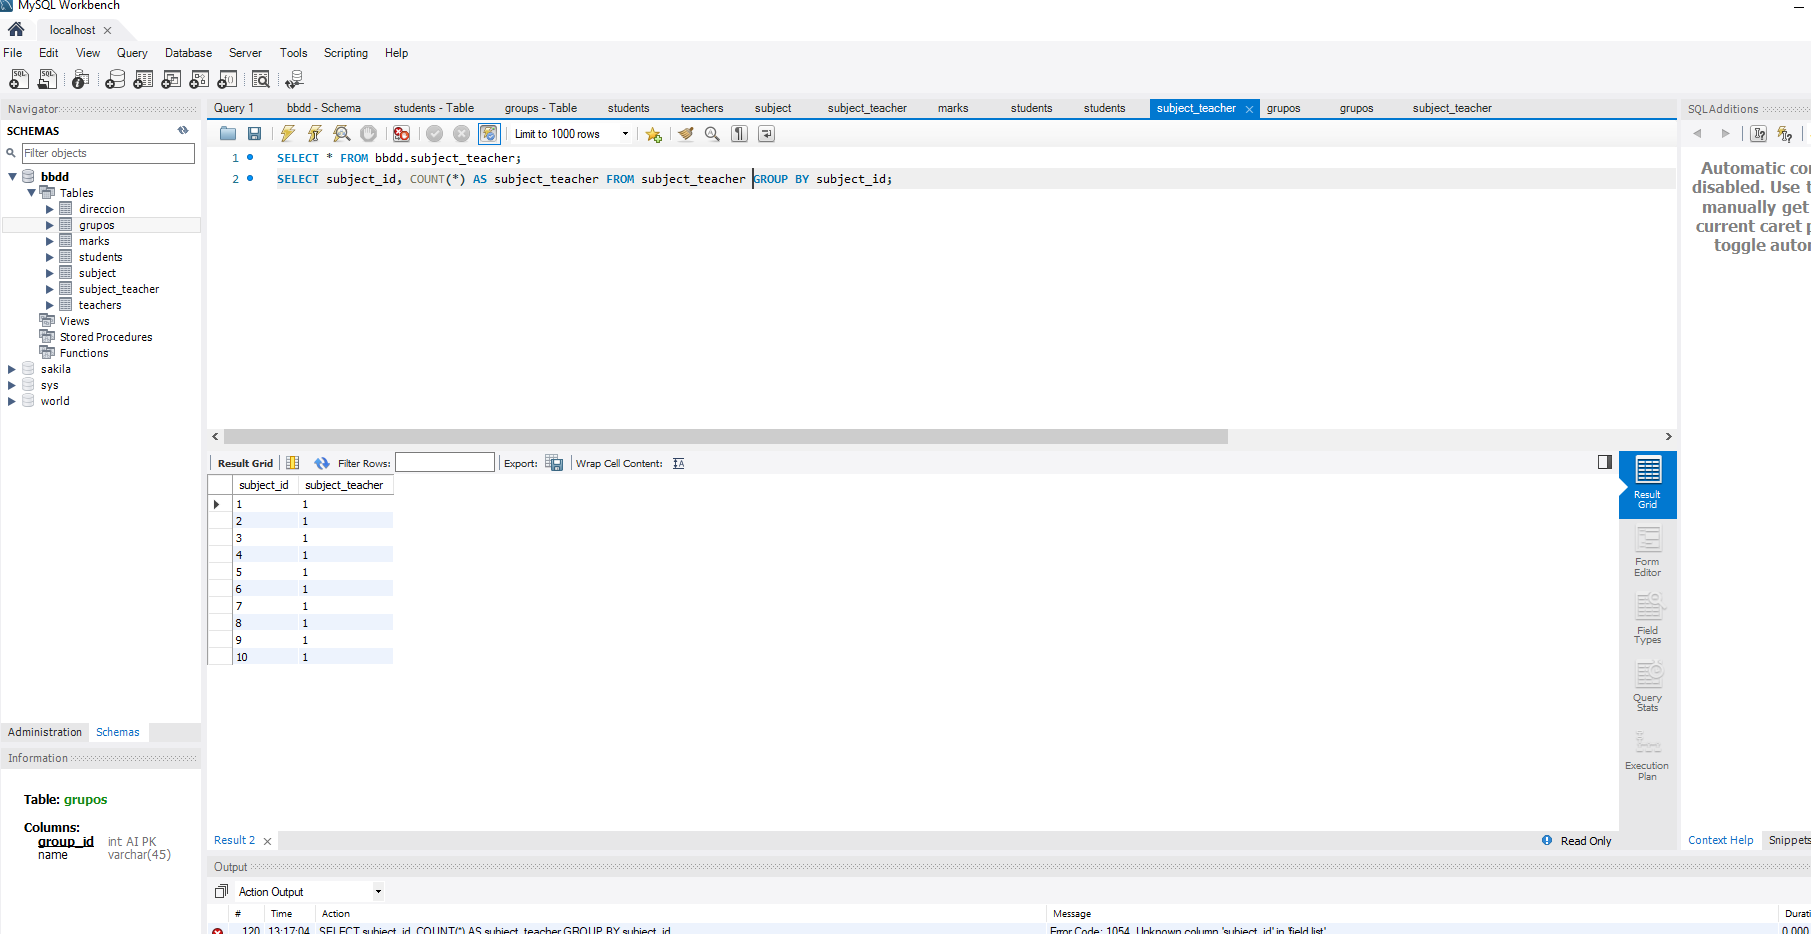 MySQL Workbench
localhost
File Edit View Query Database Server Tools Scripting Help
Navigator
SCHEMAS
Filter objects
bbdd
Tables
direccion
grupos
marks
students
subject
subject_teacher
teachers
Views
Stored Procedures
Functions
sakila
sys
world
Administration Schemas
Information
Table: grupos
Columns:
group_id int AI PK
name varchar(45)
Query 1 bbdd - Schema students - Table groups - Table students teachers subject subject_teacher marks students students subject_teacher grupos grupos subject_teacher
Limit to 1000 rows
1 SELECT * FROM bbdd.subject_teacher;
2 SELECT subject_id, COUNT(*) AS subject_teacher FROM subject_teacher GROUP BY subject_id;
Result Grid Filter Rows: Export: Wrap Cell Content:
subject_id subject_teacher
1 1
2 1
3 1
4 1
5 1
6 1
7 1
8 1
9 1
10 1
Result
Grid
Form
Editor
Field
Types
Query
Stats
Execution
Plan
Result 2 Read Only
Output
Action Output
# Time Action Message Durati
120 13:17:04 SELECT subject_id, COUNT(*) AS subject_teacher GROUP BY subject_id Error Code: 1054. Unknown column 'subject_id' in 'field list' 0.000
SQLAdditions
Automatic cor
disabled. Use t
manually get
current caret p
toggle autor
Context Help Snippets